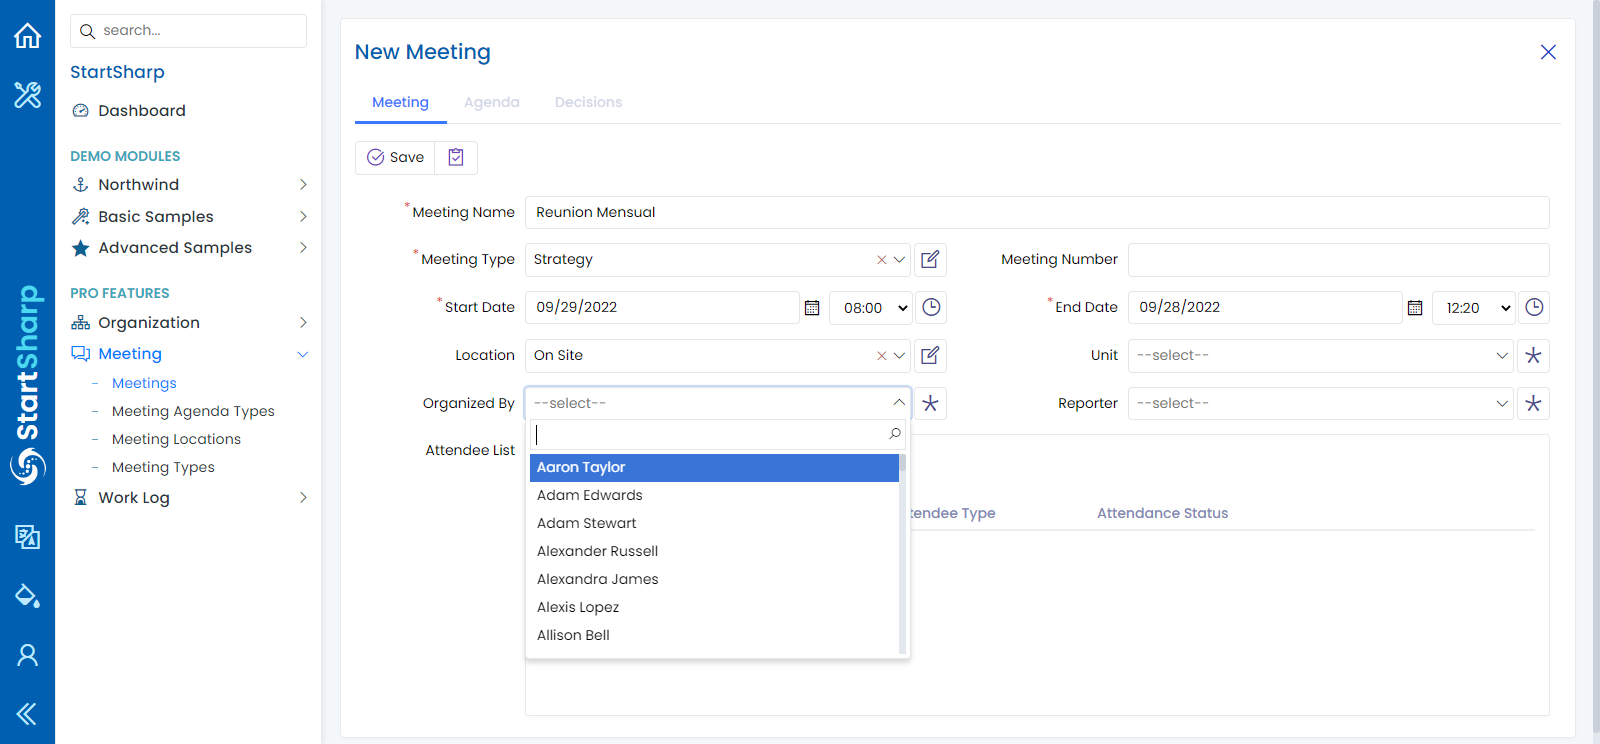 search...
StartSharp
Dashboard
DEMO MODULES
Northwind
Basic Samples
Advanced Samples
PRO FEATURES
Organization
Meeting
- Meetings
- Meeting Agenda Types
- Meeting Locations
- Meeting Types
Work Log
StartSharp
New Meeting
Meeting Agenda Decisions
Save
*Meeting Name Reunion Mensual
*Meeting Type Strategy Meeting Number
*Start Date 09/29/2022 08:00 *End Date 09/28/2022 12:20
Location On Site Unit --select--
Organized By --select-- Reporter --select--
Attendee List
Aaron Taylor
Adam Edwards
tendee Type Attendance Status
Adam Stewart
Alexander Russell
Alexandra James
Alexis Lopez
Allison Bell